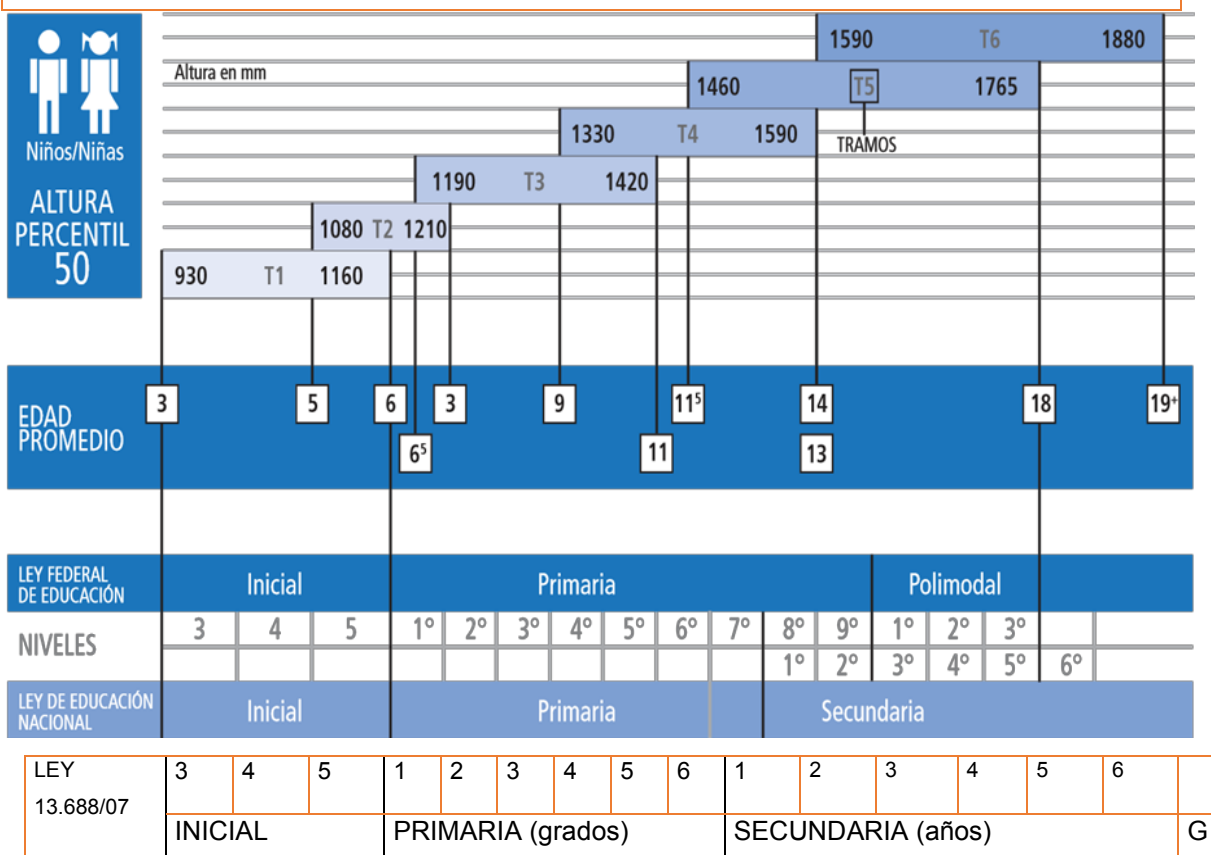 1590 T6 1880
Altura en mm
1460 T5 1765
TRAMOS
Niños/Niñas
1330 T4 1590
ALTURA
PERCENTIL
50
1190 T3 1420
1080 T2 1210
930 T1 1160
EDAD
PROMEDIO
3 5 6 3 9 11⁵ 14 18 19⁺
6⁵ 11 13
LEY FEDERAL
DE EDUCACIÓN
Inicial Primaria Polimodal
NIVELES
3 4 5 1° 2° 3° 4° 5° 6° 7° 8° 9° 1° 2° 3°
1° 2° 3° 4° 5° 6°
LEY DE EDUCACIÓN
NACIONAL
Inicial Primaria Secundaria
LEY 3 4 5 1 2 3 4 5 6 1 2 3 4 5 6
13.688/07
INICIAL PRIMARIA (grados) SECUNDARIA (años) G